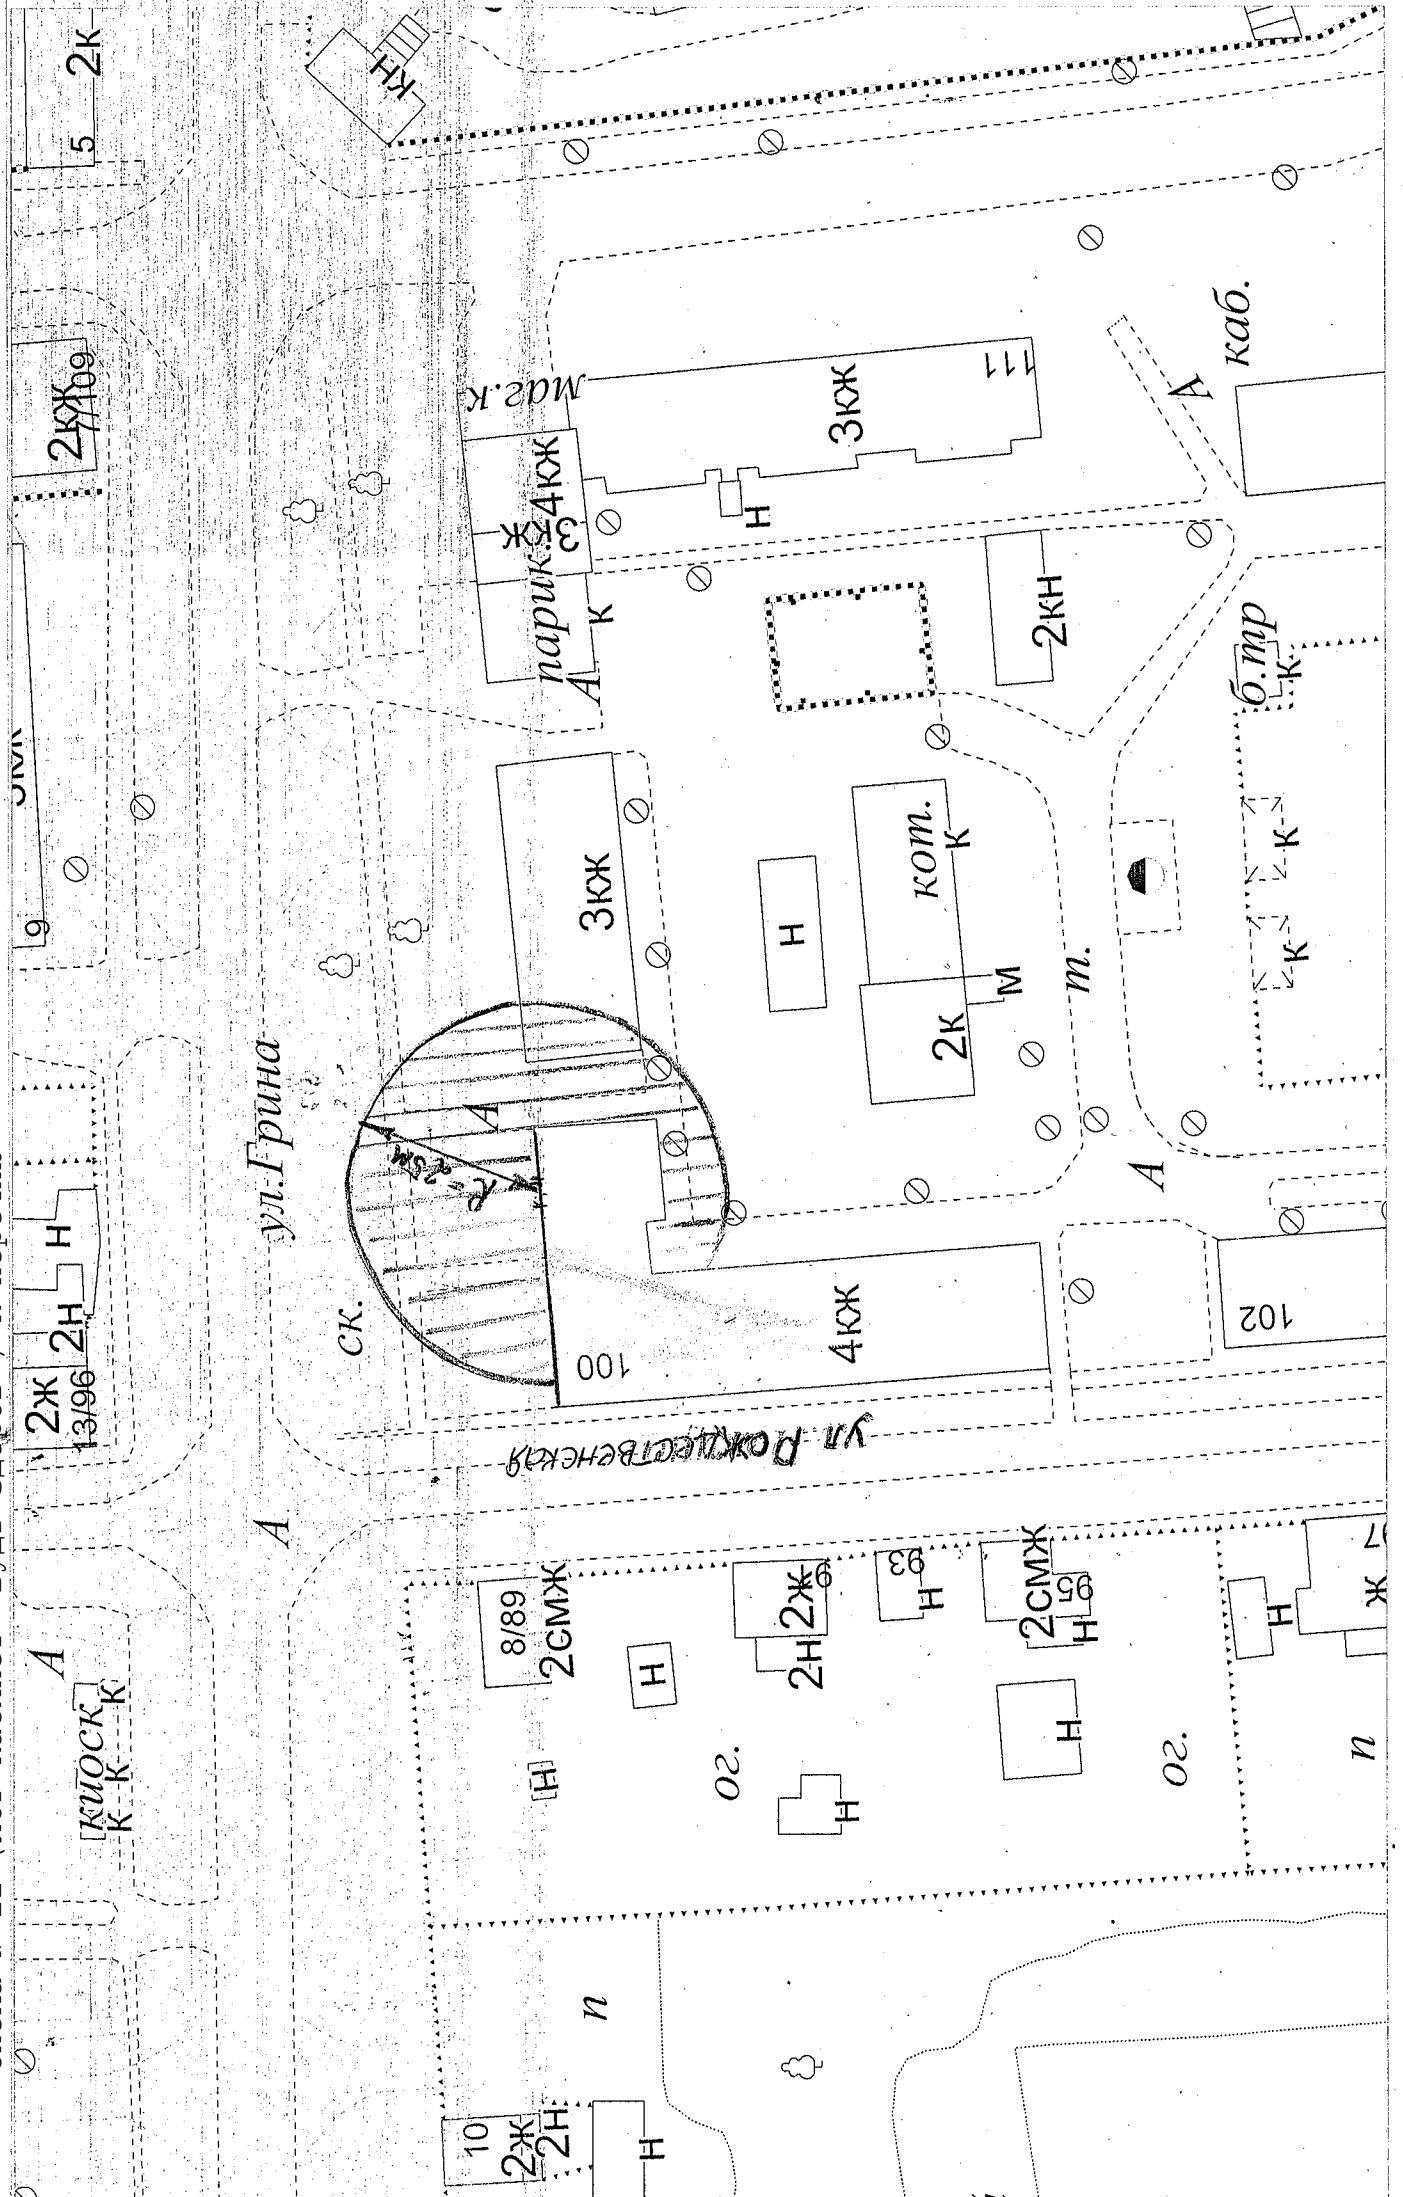 2к
5
кн
2кж
7/109
маг.к
4кж
3
кж
парик.
А
к
3кж
111
н
А
каб.
2кн
б.тр
к
9
3кж
кот.
к
н
2к
м
т.
к
к
ул.Грина
А
R=25м
ск.
100
4кж
А
102
н
2н
2ж
13/96
ул Рождественская
А
А
киоск
к
к
к
8/89
2смж
н
н
2ж
2н
93
н
2смж
95
н
н
н
ж
н
ог.
ог.
п
п
10
2ж
2н
н